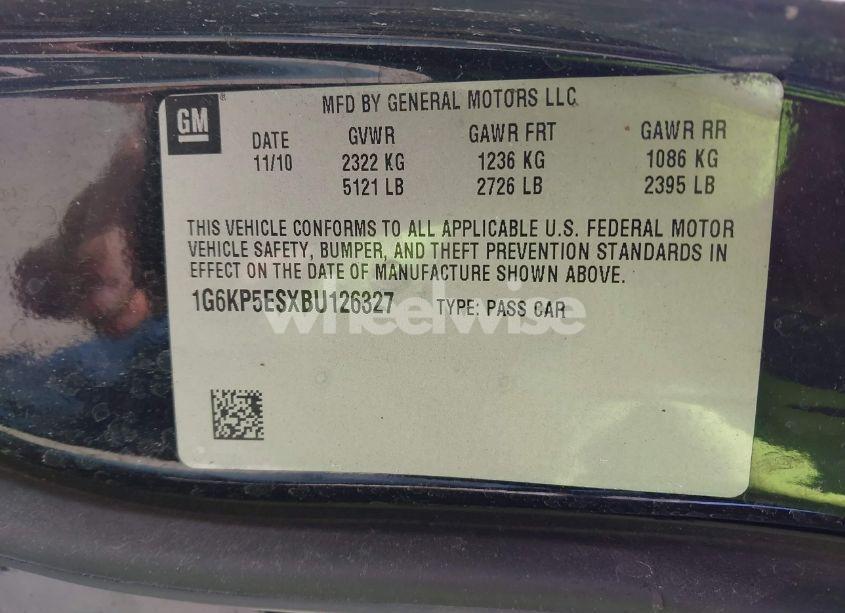 GM
MFD BY GENERAL MOTORS LLC
DATE GVWR GAWR FRT GAWR RR
11/10 2322 KG 1236 KG 1086 KG
5121 LB 2726 LB 2395 LB
THIS VEHICLE CONFORMS TO ALL APPLICABLE U.S. FEDERAL MOTOR
VEHICLE SAFETY, BUMPER, AND THEFT PREVENTION STANDARDS IN
EFFECT ON THE DATE OF MANUFACTURE SHOWN ABOVE.
1G6KP5ESXBU126327 TYPE: PASS CAR
wheelwise